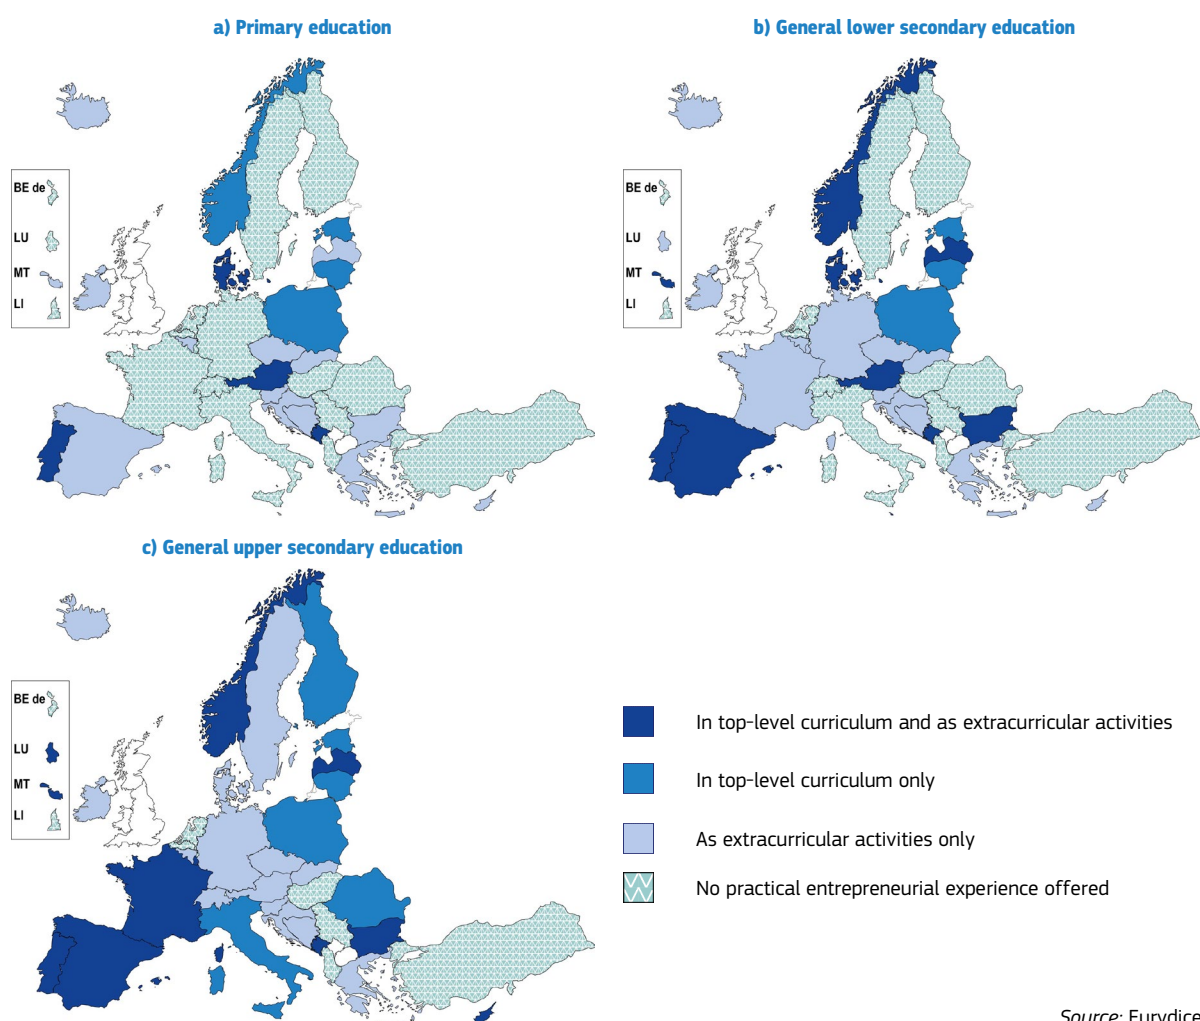 a) Primary education
b) General lower secondary education
BE de
LU
MT
LI
BE de
LU
MT
LI
c) General upper secondary education
BE de
LU
MT
LI
In top-level curriculum and as extracurricular activities
In top-level curriculum only
As extracurricular activities only
No practical entrepreneurial experience offered
Source: Eurydice